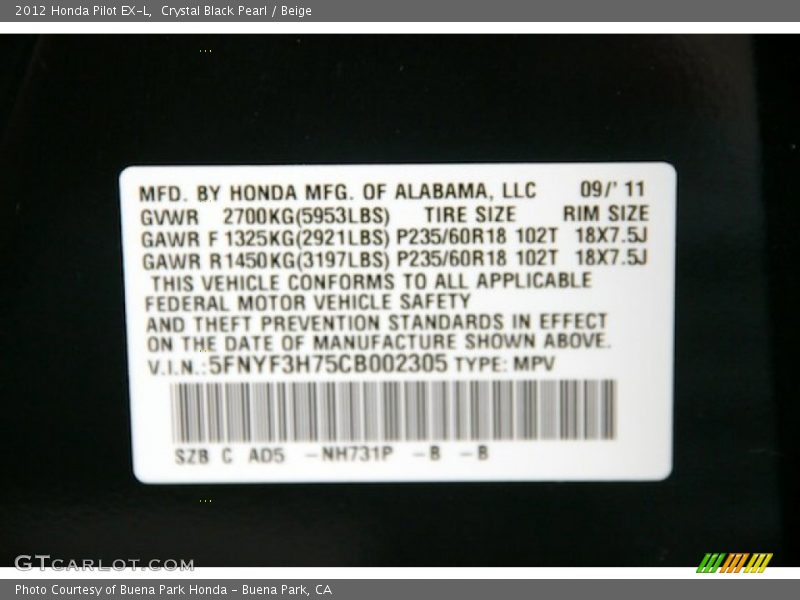 2012 Honda Pilot EX-L, Crystal Black Pearl / Beige
MFD. BY HONDA MFG. OF ALABAMA, LLC 09/' 11
GVWR 2700KG(5953LBS) TIRE SIZE RIM SIZE
GAWR F 1325KG(2921LBS) P235/60R18 102T 18X7.5J
GAWR R1450KG(3197LBS) P235/60R18 102T 18X7.5J
THIS VEHICLE CONFORMS TO ALL APPLICABLE
FEDERAL MOTOR VEHICLE SAFETY
AND THEFT PREVENTION STANDARDS IN EFFECT
ON THE DATE OF MANUFACTURE SHOWN ABOVE.
V.I.N.:5FNYF3H75CB002305 TYPE: MPV
SZB C AD5 -NH731P -B -B
GTCARLOT.COM
Photo Courtesy of Buena Park Honda - Buena Park, CA